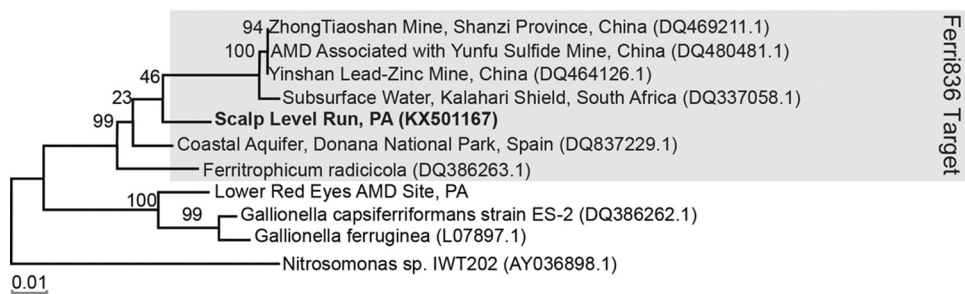 94 ZhongTiaoshan Mine, Shanzi Province, China (DQ469211.1)
100 AMD Associated with Yunfu Sulfide Mine, China (DQ480481.1)
Yinshan Lead-Zinc Mine, China (DQ464126.1)
46
Subsurface Water, Kalahari Shield, South Africa (DQ337058.1)
23
Scalp Level Run, PA (KX501167)
99
Coastal Aquifer, Donana National Park, Spain (DQ837229.1)
Ferritrophicum radicicola (DQ386263.1)
Ferri836 Target
100 Lower Red Eyes AMD Site, PA
99 Gallionella capsiferriformans strain ES-2 (DQ386262.1)
Gallionella ferruginea (L07897.1)
Nitrosomonas sp. IWT202 (AY036898.1)
0.01